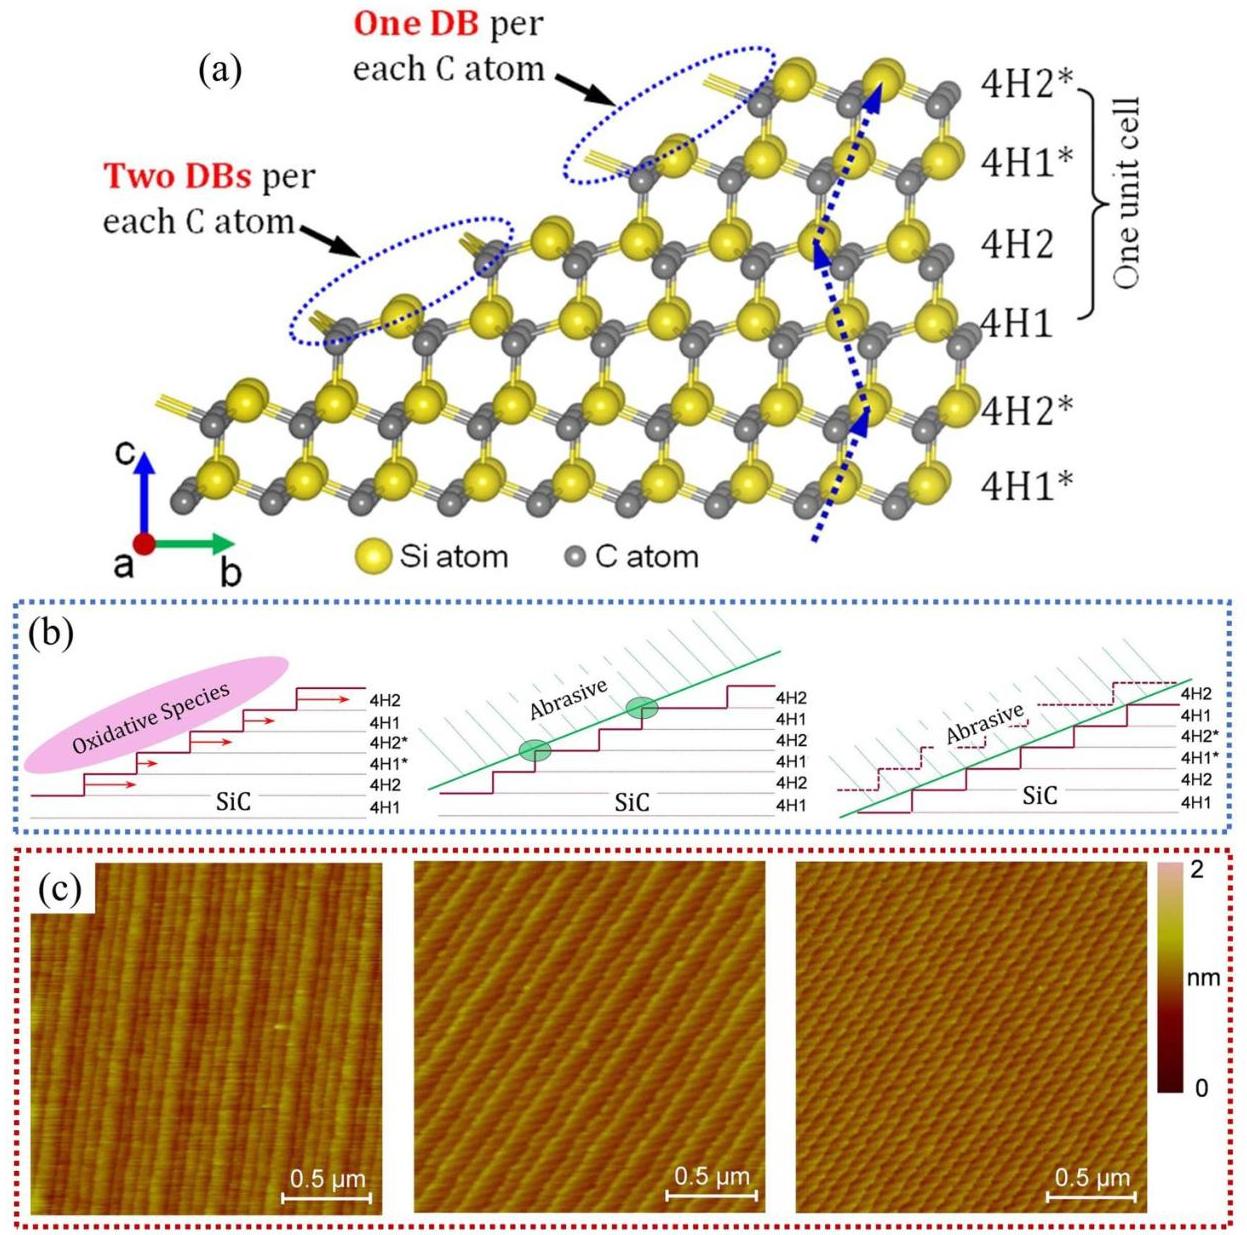 (a)
One DB per
each C atom
Two DBs per
each C atom
4H2*
4H1*
4H2
4H1
4H2*
4H1*
One unit cell
c
a
b
Si atom
C atom
(b)
Oxidative Species
SiC
4H2
4H1
4H2*
4H1*
4H2
4H1
Abrasive
SiC
4H2
4H1
4H2
4H1
4H2
4H1
Abrasive
SiC
4H2
4H1
4H2*
4H1*
4H2
4H1
(c)
0.5 μm
0.5 μm
0.5 μm
2
nm
0